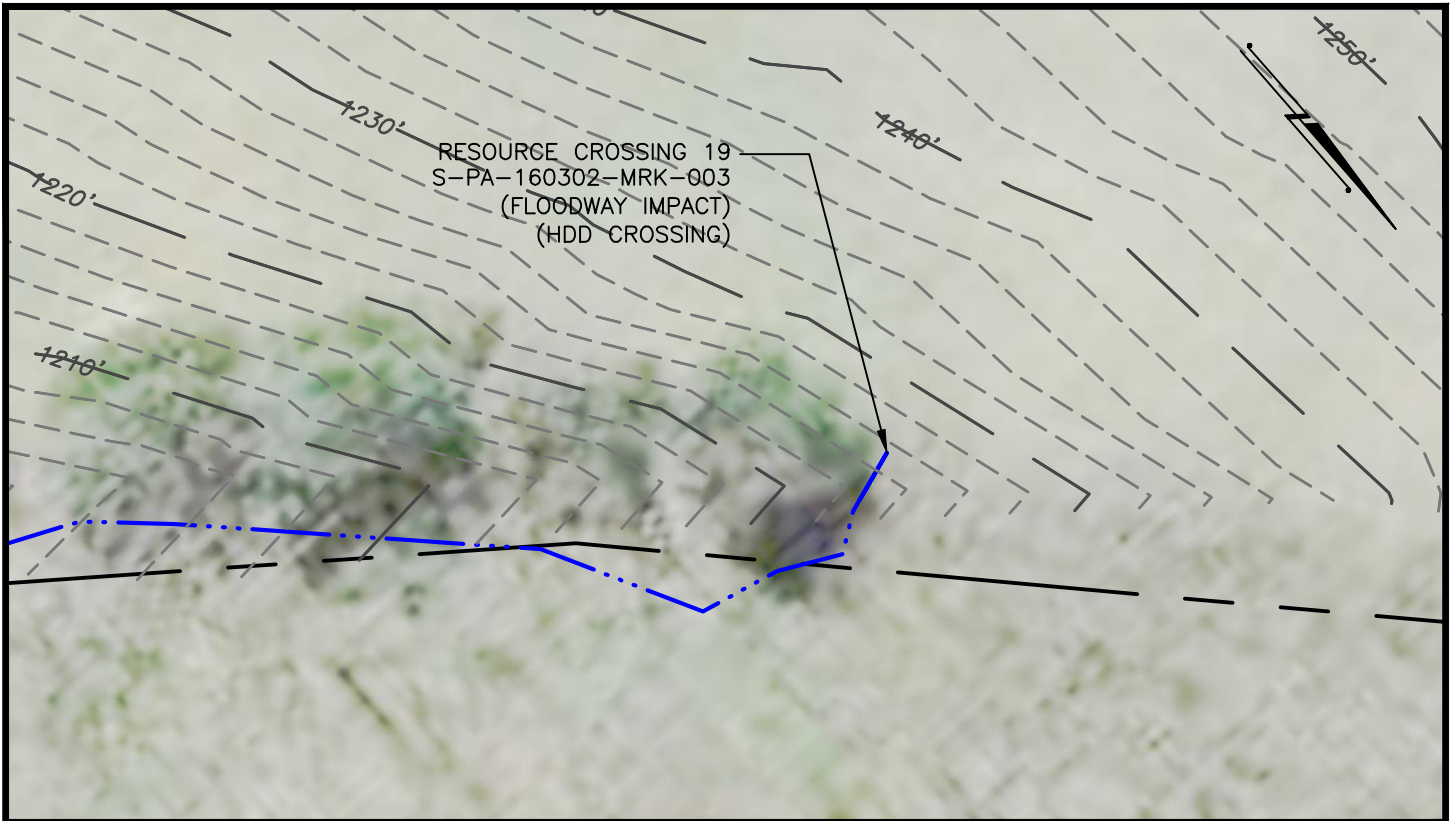 1250'
1230'
1240'
RESOURCE CROSSING 19
S-PA-160302-MRK-003
(FLOODWAY IMPACT)
(HDD CROSSING)
1220'
1210'